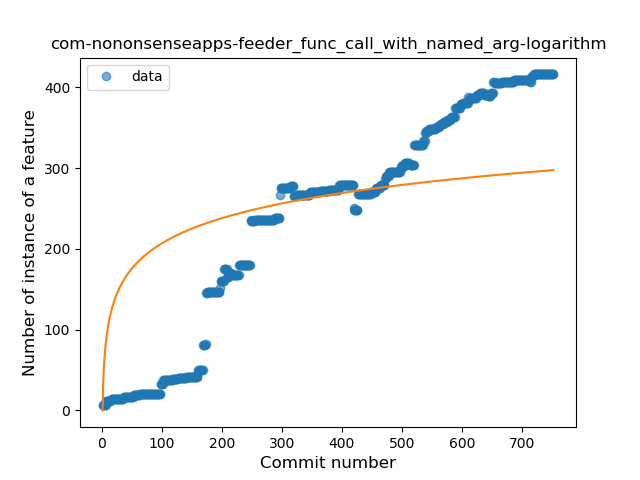 com-nononsenseapps-feeder_func_call_with_named_arg-logarithm
data
Number of instance of a feature
400
300
200
100
0
0 100 200 300 400 500 600 700
Commit number